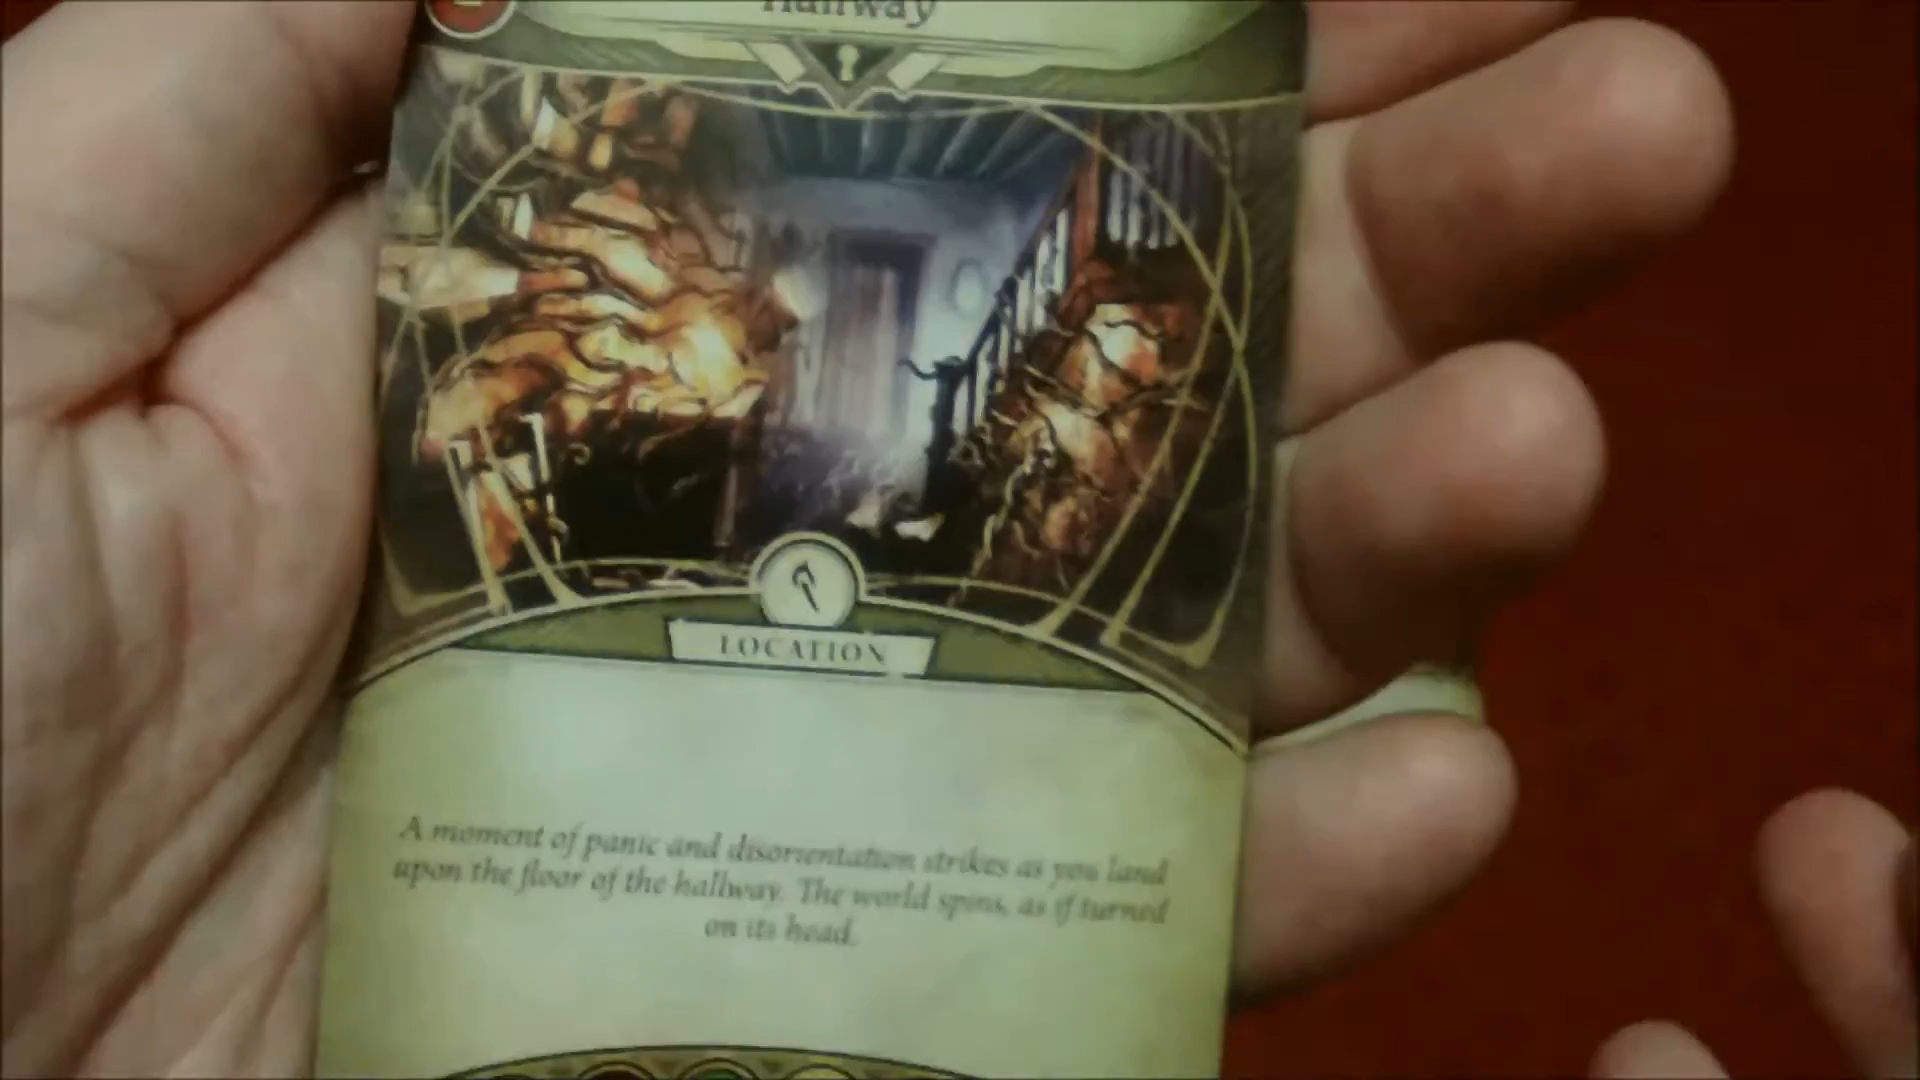 Hallway
LOCATION
A moment of panic and disorientation strikes as you land
upon the floor of the hallway. The world spins, as if turned
on its head.